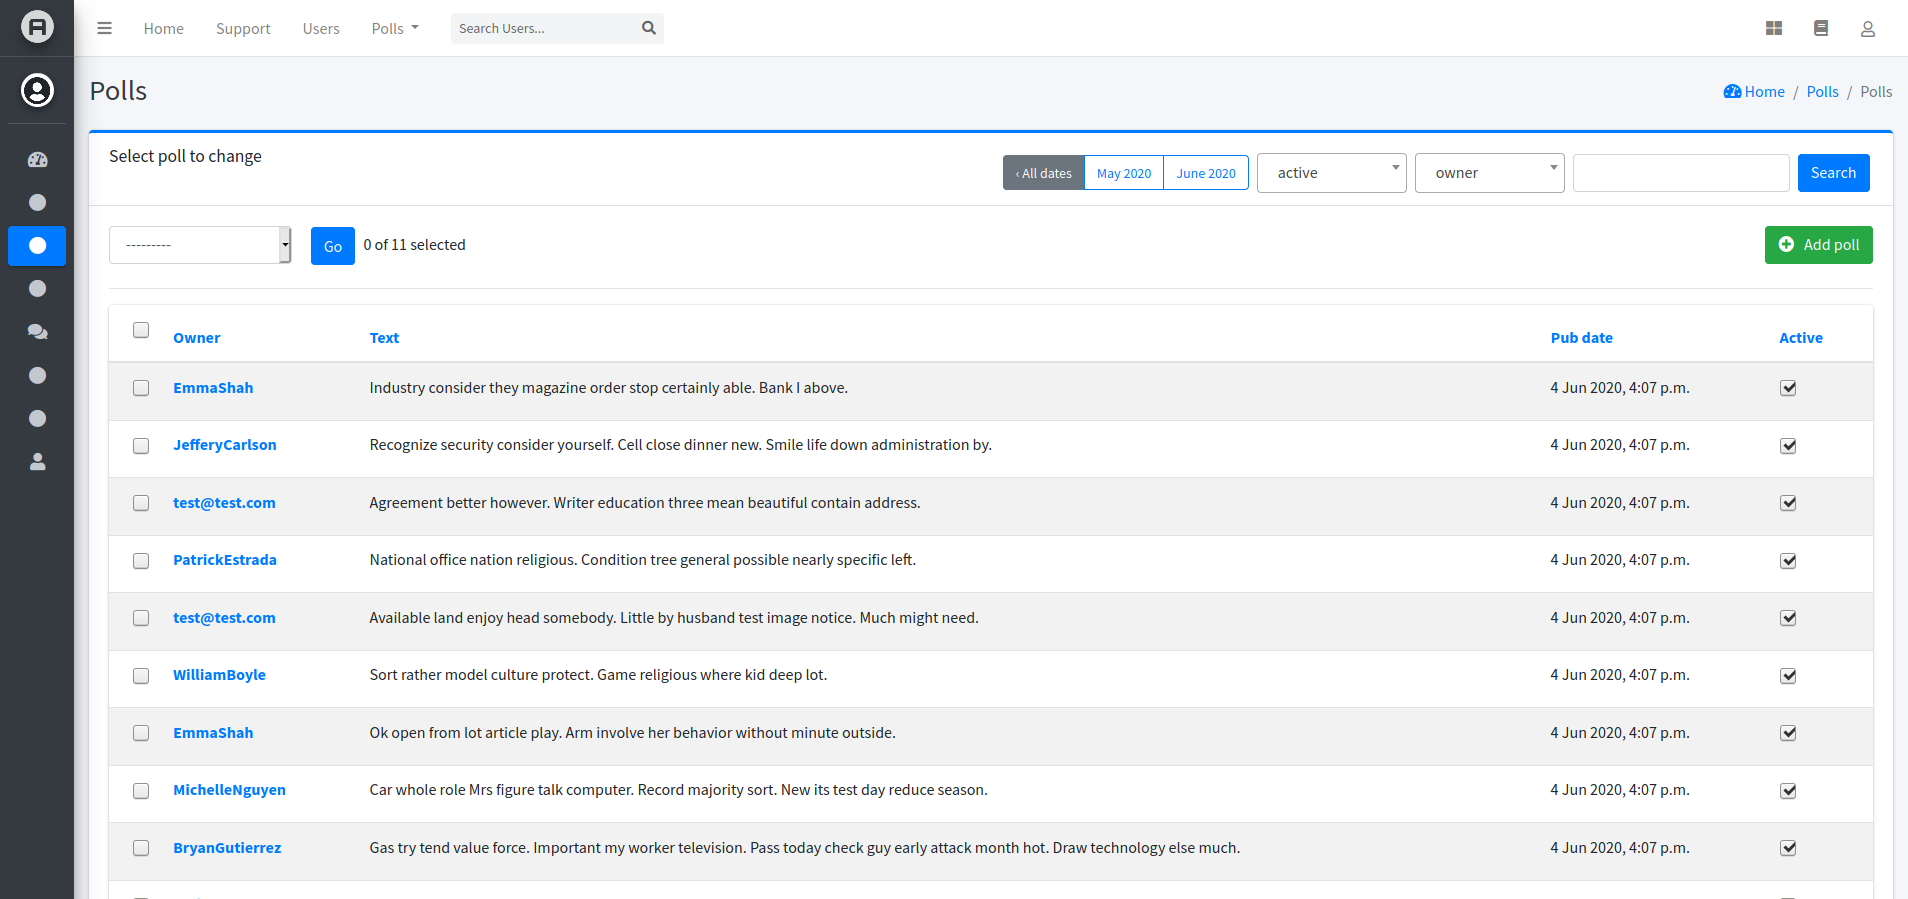 Home Support Users Polls Search Users...
Polls
Home / Polls / Polls
Select poll to change
‹ All dates May 2020 June 2020 active owner Search
--------- Go 0 of 11 selected Add poll
Owner Text Pub date Active
EmmaShah Industry consider they magazine order stop certainly able. Bank I above. 4 Jun 2020, 4:07 p.m.
JefferyCarlson Recognize security consider yourself. Cell close dinner new. Smile life down administration by. 4 Jun 2020, 4:07 p.m.
test@test.com Agreement better however. Writer education three mean beautiful contain address. 4 Jun 2020, 4:07 p.m.
PatrickEstrada National office nation religious. Condition tree general possible nearly specific left. 4 Jun 2020, 4:07 p.m.
test@test.com Available land enjoy head somebody. Little by husband test image notice. Much might need. 4 Jun 2020, 4:07 p.m.
WilliamBoyle Sort rather model culture protect. Game religious where kid deep lot. 4 Jun 2020, 4:07 p.m.
EmmaShah Ok open from lot article play. Arm involve her behavior without minute outside. 4 Jun 2020, 4:07 p.m.
MichelleNguyen Car whole role Mrs figure talk computer. Record majority sort. New its test day reduce season. 4 Jun 2020, 4:07 p.m.
BryanGutierrez Gas try tend value force. Important my worker television. Pass today check guy early attack month hot. Draw technology else much. 4 Jun 2020, 4:07 p.m.